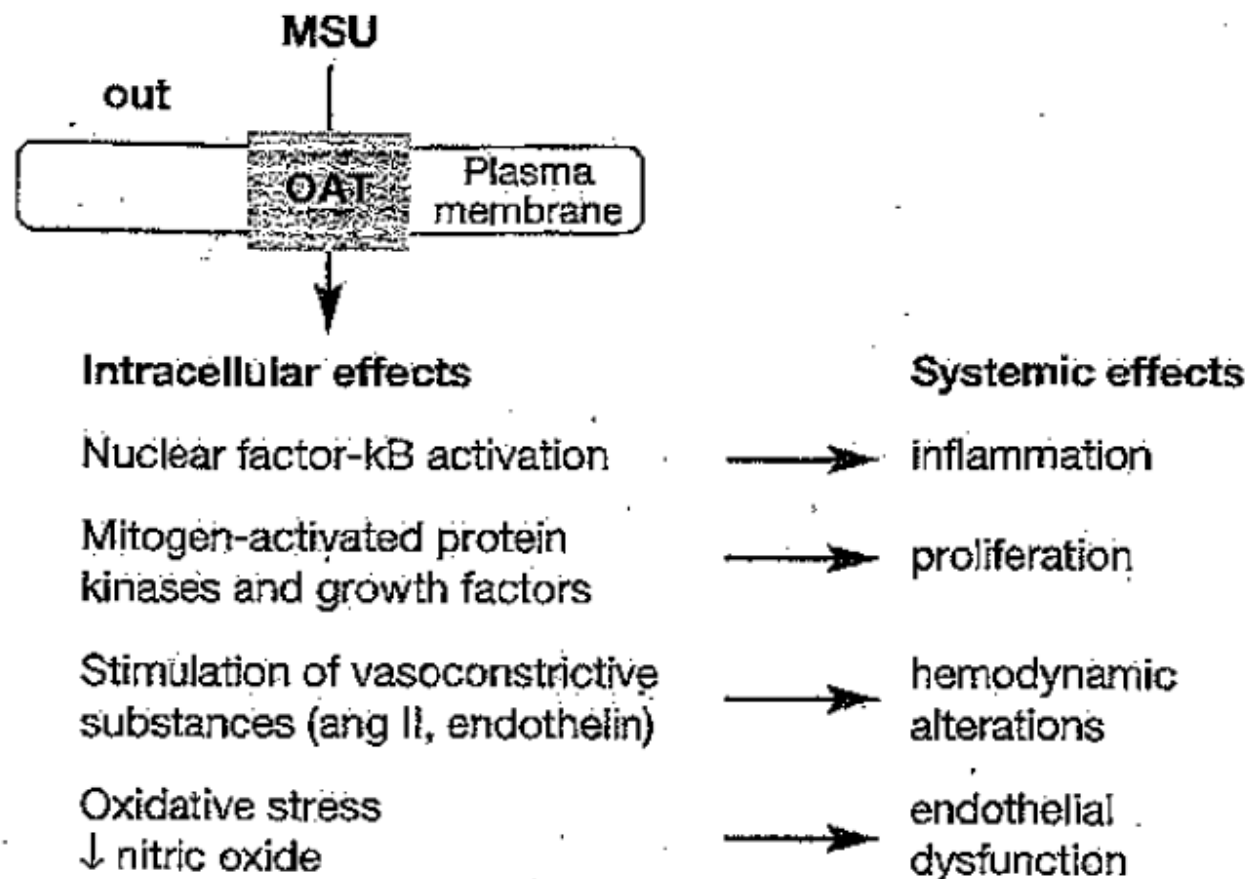 MSU
out
OAT
Plasma
membrane
Intracellular effects
Systemic effects
Nuclear factor-kB activation
inflammation
Mitogen-activated protein
kinases and growth factors
proliferation
Stimulation of vasoconstrictive
substances (ang II, endothelin)
hemodynamic
alterations
Oxidative stress
↓ nitric oxide
endothelial
dysfunction